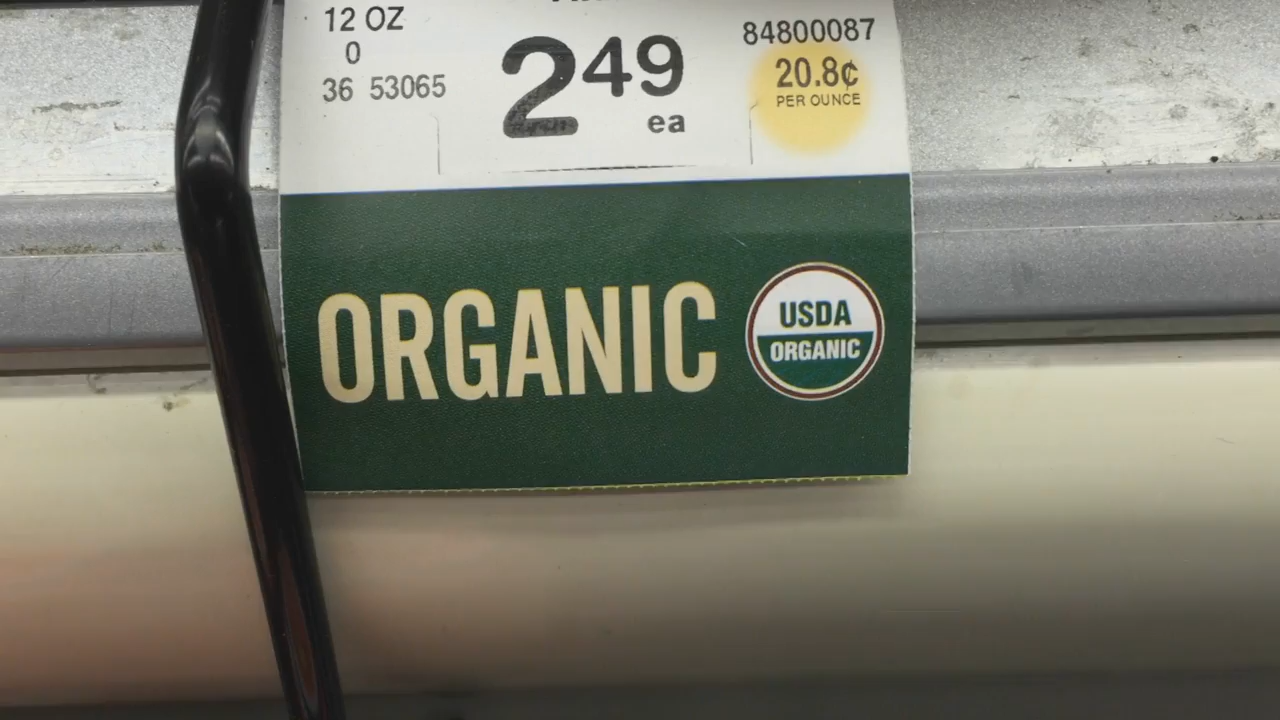 12 OZ
0
36 53065
2 49
ea
84800087
20.8¢
PER OUNCE
ORGANIC
USDA
ORGANIC